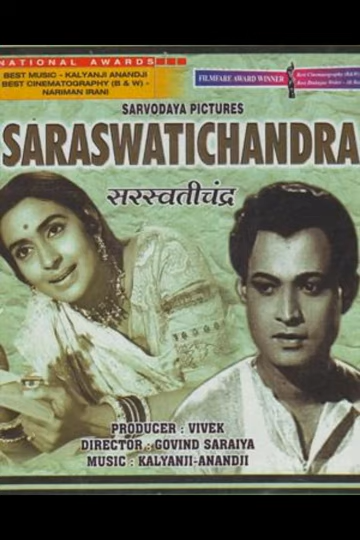 NATIONAL AWARDS
BEST MUSIC - KALYANJI ANANDJI
BEST CINEMATOGRAPHY (B & W) -
NARIMAN IRANI
FILMFARE AWARD WINNER
SARVODAYA PICTURES
SARASWATICHANDRA
सरस्वतीचंद्र
PRODUCER : VIVEK
DIRECTOR : GOVIND SARAIYA
MUSIC : KALYANJI-ANANDJI